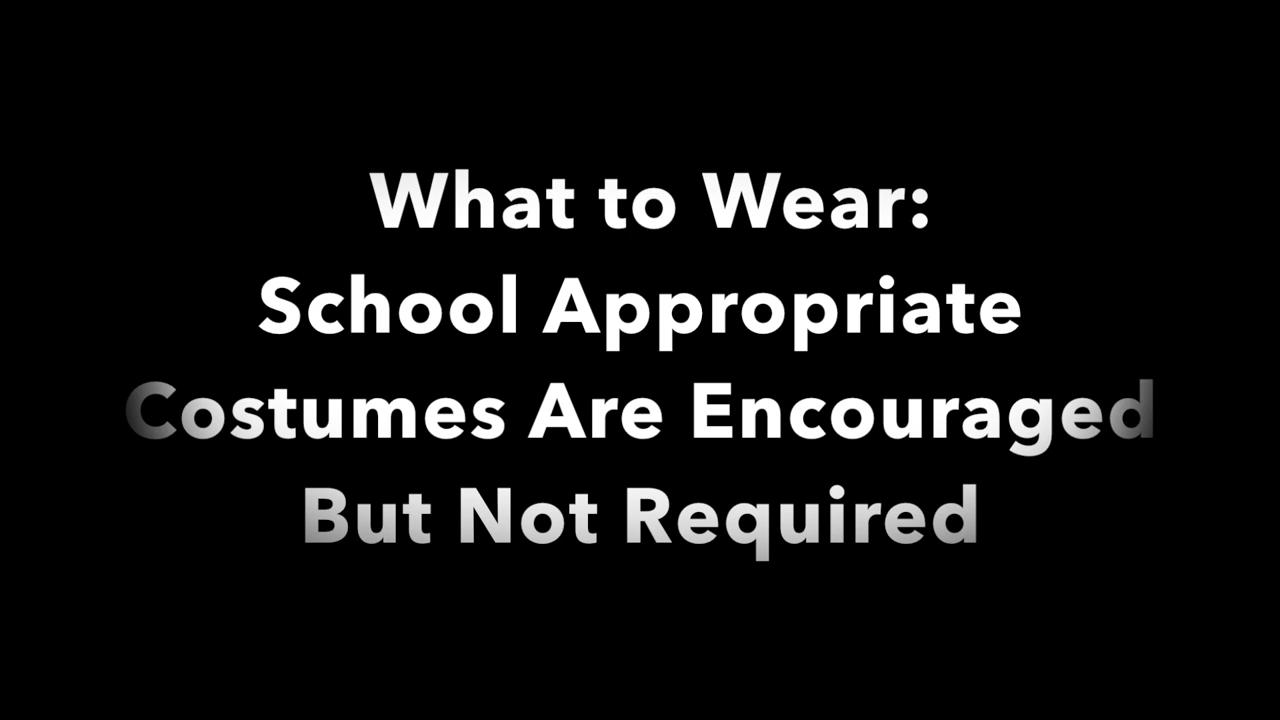 What to Wear:
School Appropriate
Costumes Are Encouraged
But Not Required